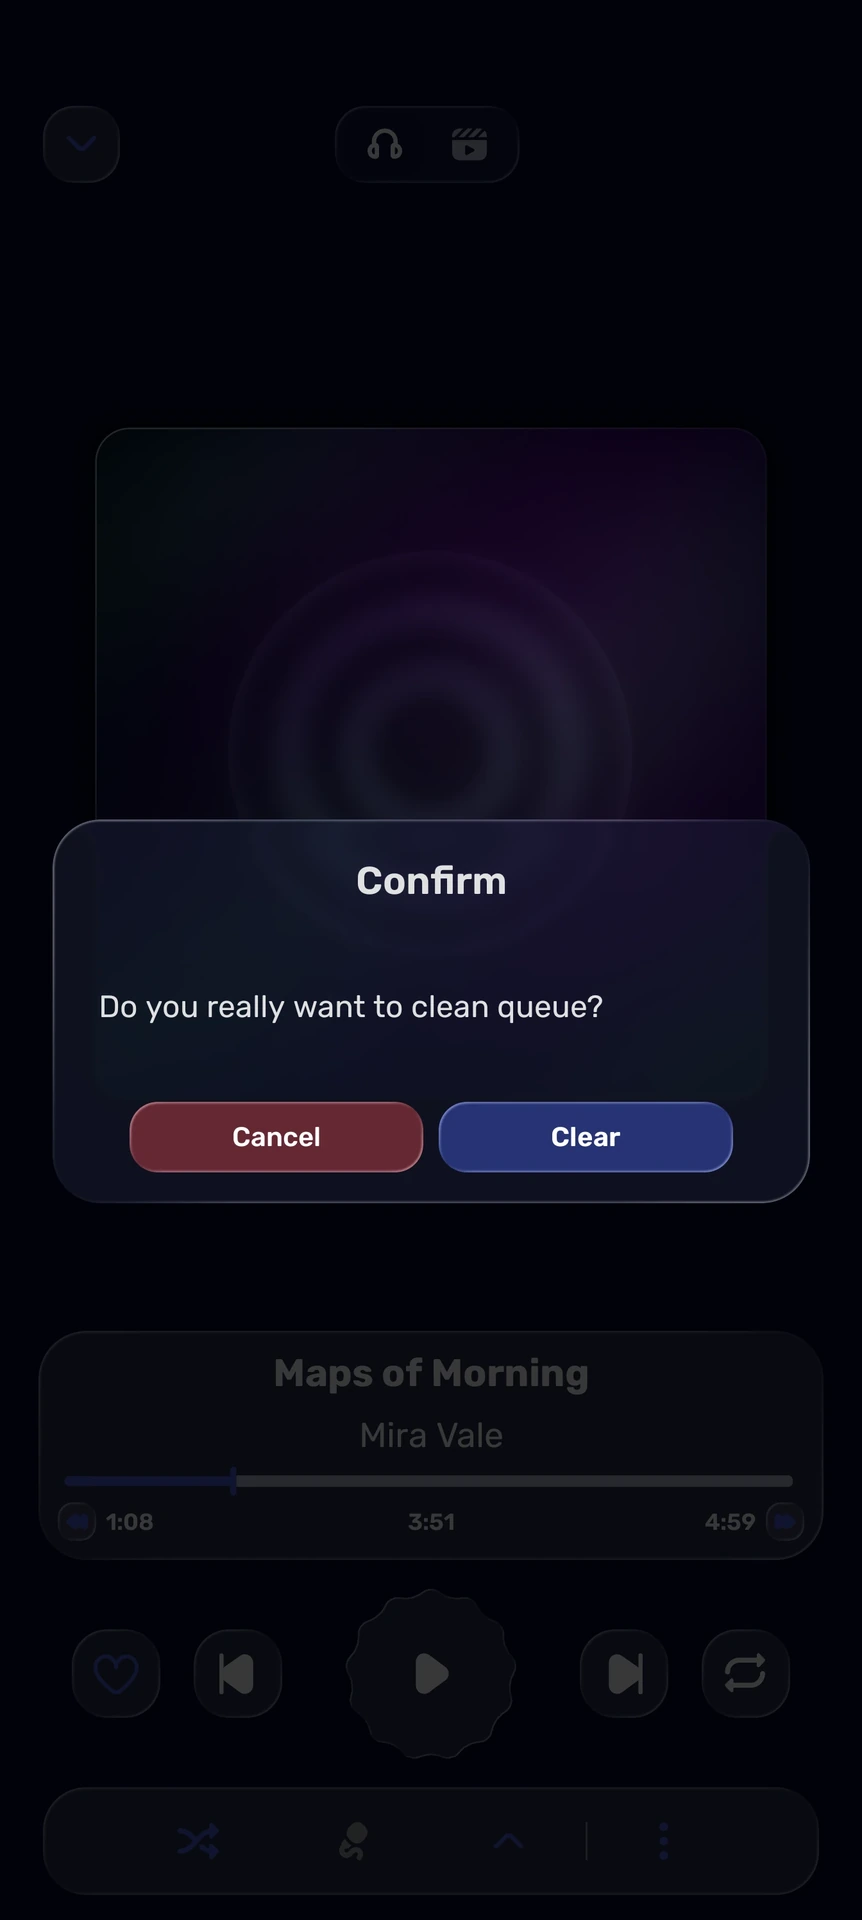 Confirm
Do you really want to clean queue?
Cancel
Clear
Maps of Morning
Mira Vale
1:08
3:51
4:59